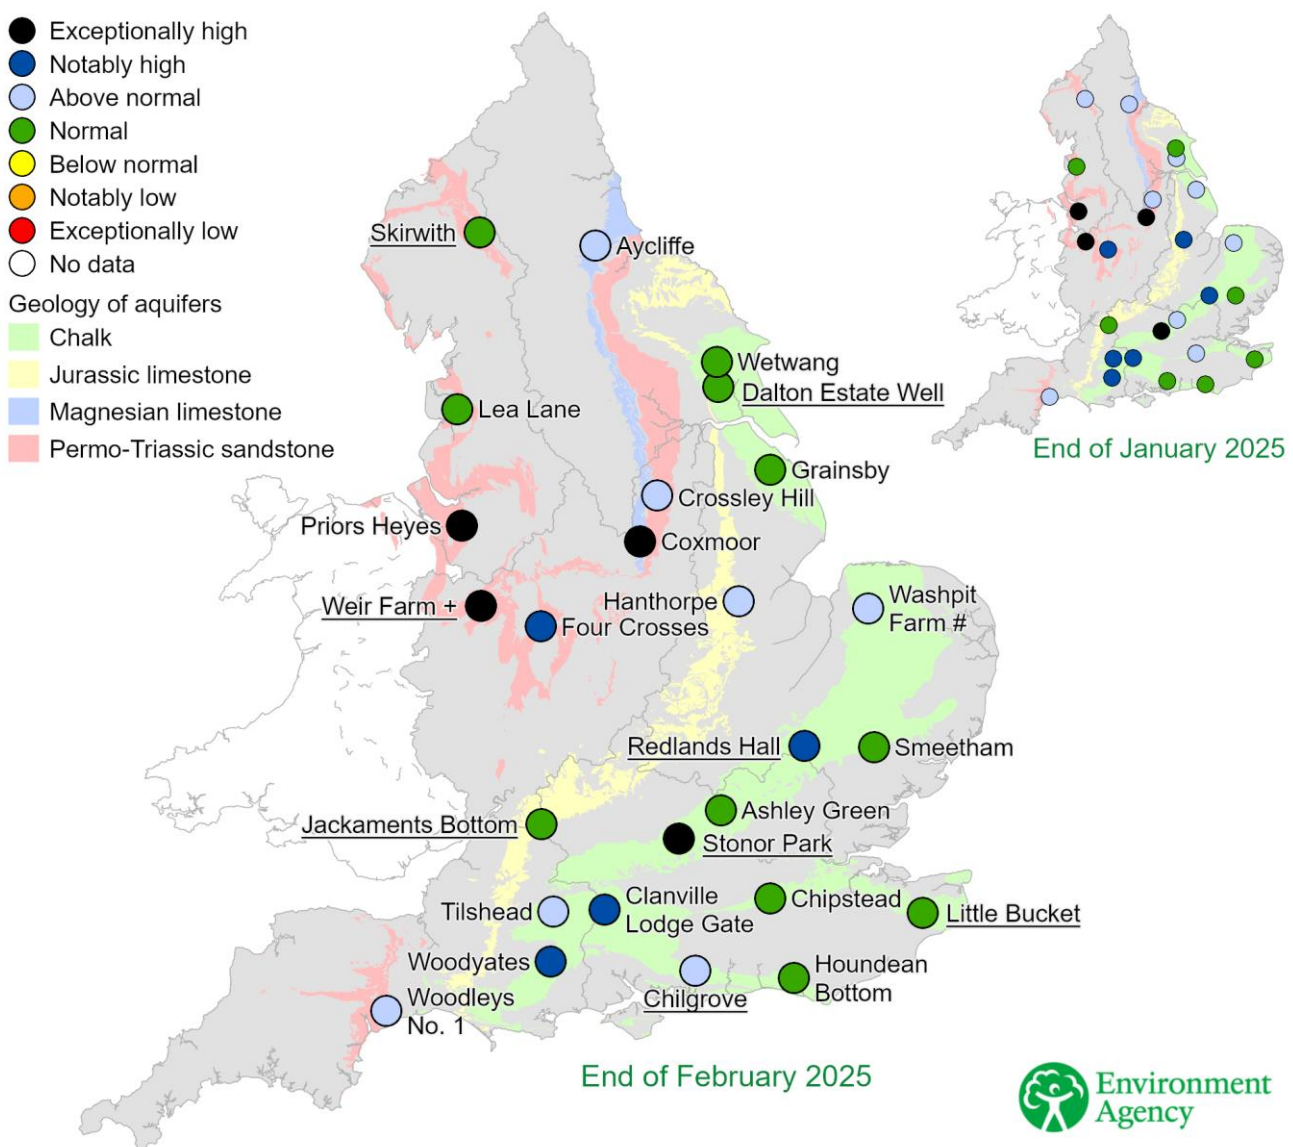 Exceptionally high
Notably high
Above normal
Normal
Below normal
Notably low
Exceptionally low
No data
Geology of aquifers
Chalk
Jurassic limestone
Magnesian limestone
Permo-Triassic sandstone
End of January 2025
Skirwith
Aycliffe
Wetwang
Dalton Estate Well
Lea Lane
Grainsby
Crossley Hill
Priors Heyes
Coxmoor
Weir Farm +
Four Crosses
Hanthorpe
Washpit
Farm #
Redlands Hall
Smeetham
Jackaments Bottom
Ashley Green
Stonor Park
Tilshead
Clanville
Lodge Gate
Chipstead
Little Bucket
Woodyates
Chilgrove
Houndean
Bottom
Woodleys
No. 1
End of February 2025
Environment
Agency